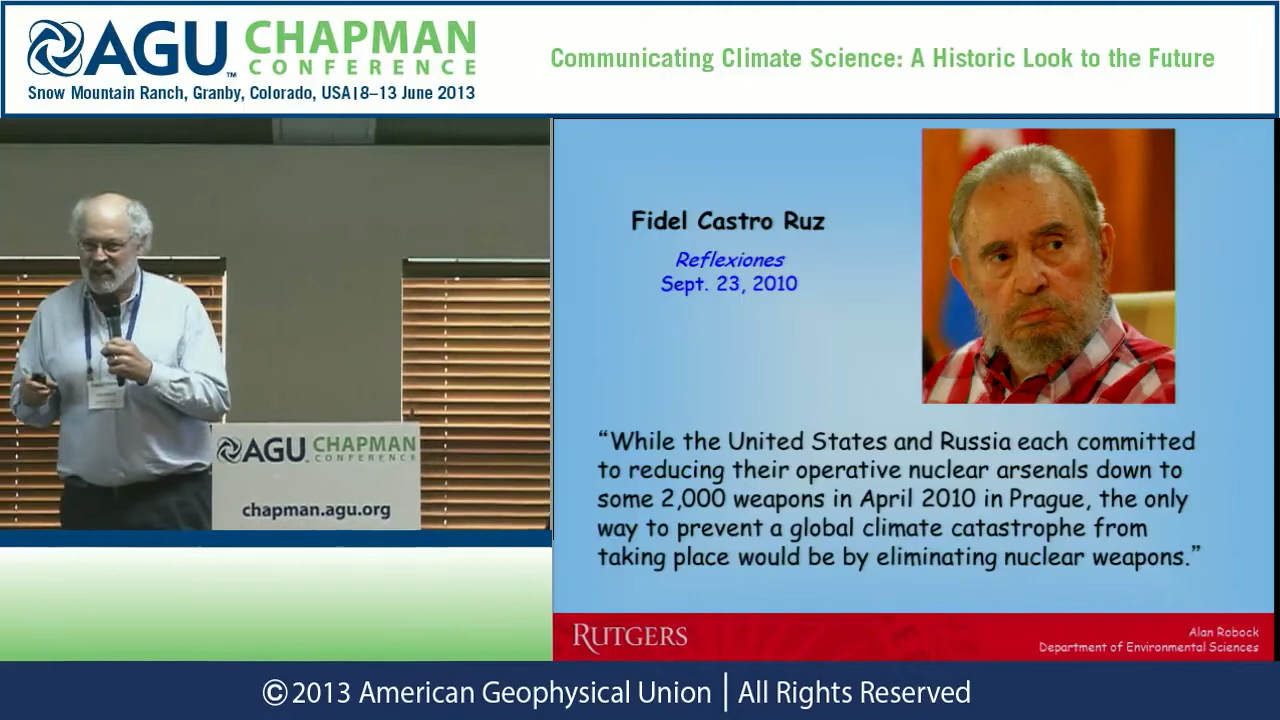 AGU CHAPMAN
CONFERENCE
Snow Mountain Ranch, Granby, Colorado, USA|8–13 June 2013
Communicating Climate Science: A Historic Look to the Future
Fidel Castro Ruz
Reflexiones
Sept. 23, 2010
“While the United States and Russia each committed
to reducing their operative nuclear arsenals down to
some 2,000 weapons in April 2010 in Prague, the only
way to prevent a global climate catastrophe from
taking place would be by eliminating nuclear weapons.”
AGU CHAPMAN
CONFERENCE
chapman.agu.org
RUTGERS
Alan Robock
Department of Environmental Sciences
©2013 American Geophysical Union | All Rights Reserved